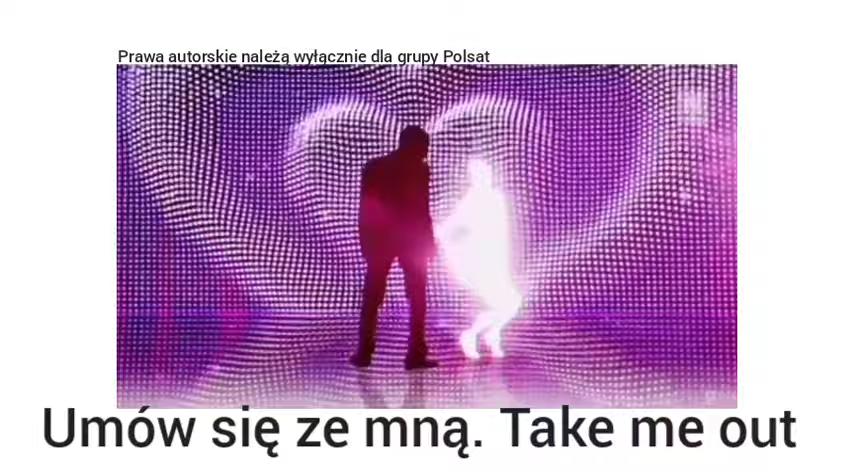 Prawa autorskie należą wyłącznie dla grupy Polsat
Umów się ze mną. Take me out